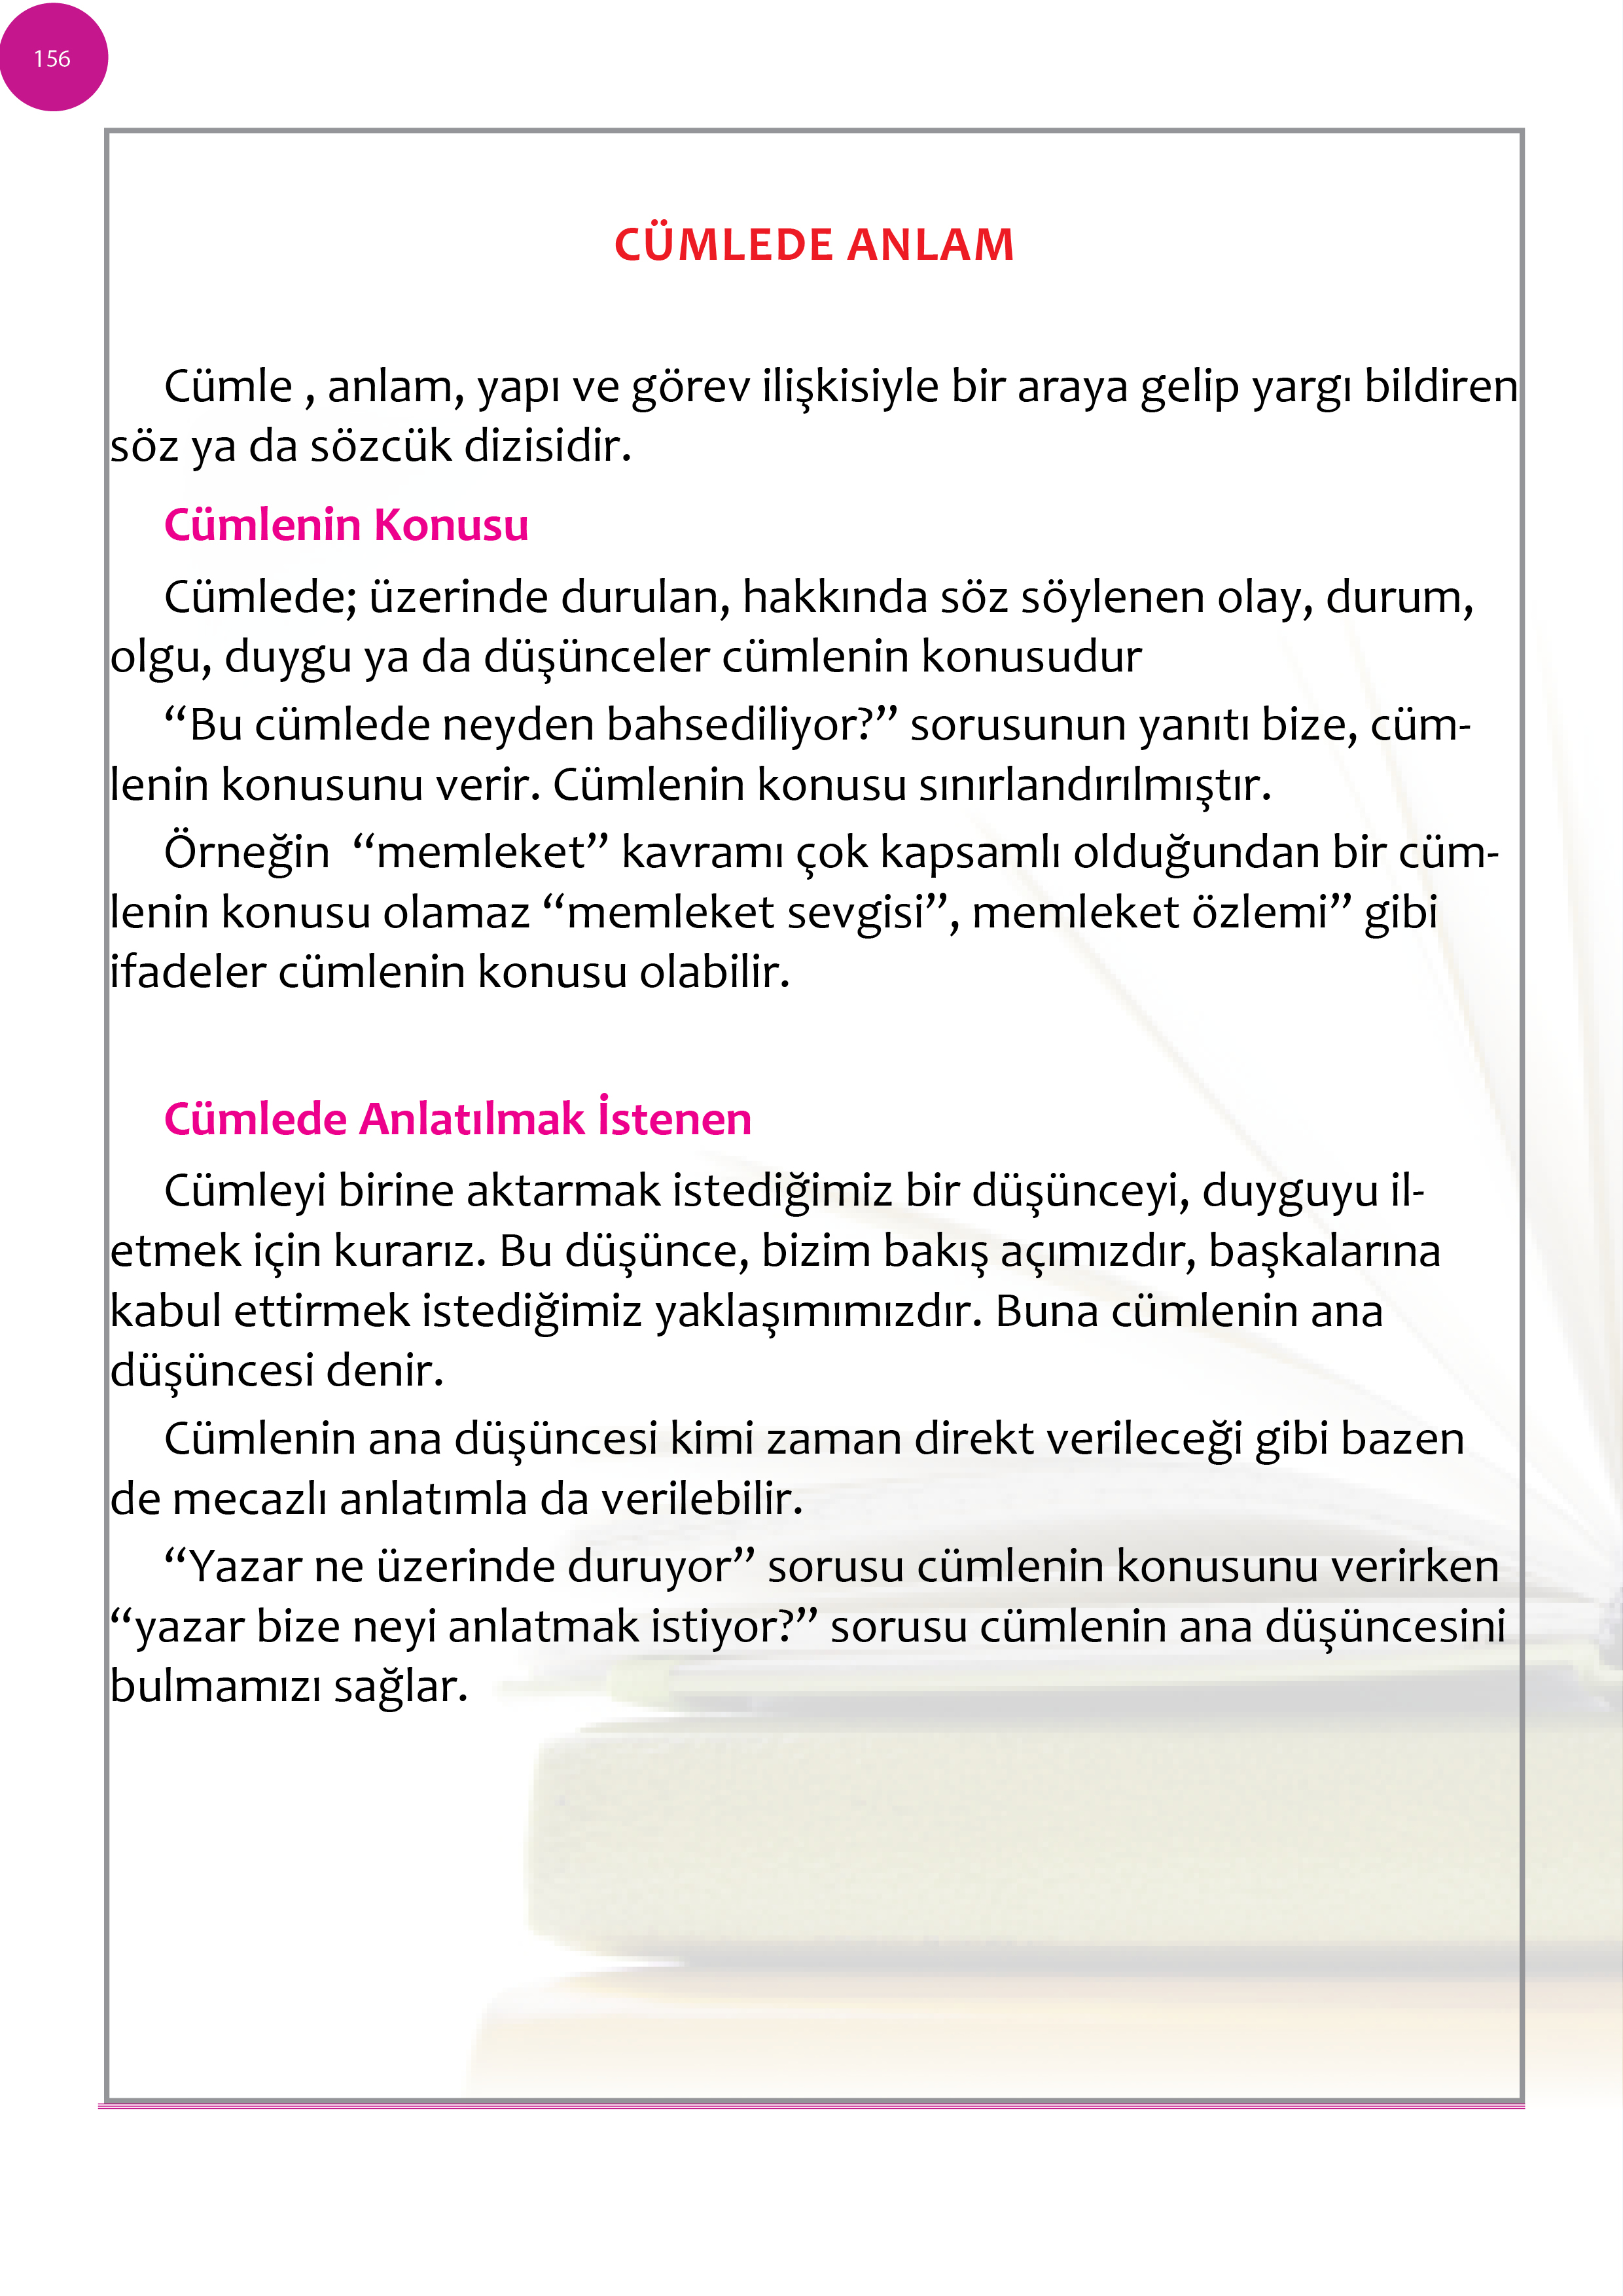 156
CÜMLEDE ANLAM
Cümle , anlam, yapı ve görev ilişkisiyle bir araya gelip yargı bildiren
söz ya da sözcük dizisidir.
Cümlenin Konusu
Cümlede; üzerinde durulan, hakkında söz söylenen olay, durum,
olgu, duygu ya da düşünceler cümlenin konusudur
“Bu cümlede neyden bahsediliyor?” sorusunun yanıtı bize, cüm-
lenin konusunu verir. Cümlenin konusu sınırlandırılmıştır.
Örneğin “memleket” kavramı çok kapsamlı olduğundan bir cüm-
lenin konusu olamaz “memleket sevgisi”, memleket özlemi” gibi
ifadeler cümlenin konusu olabilir.
Cümlede Anlatılmak İstenen
Cümleyi birine aktarmak istediğimiz bir düşünceyi, duyguyu il-
etmek için kurarız. Bu düşünce, bizim bakış açımızdır, başkalarına
kabul ettirmek istediğimiz yaklaşımımızdır. Buna cümlenin ana
düşüncesi denir.
Cümlenin ana düşüncesi kimi zaman direkt verileceği gibi bazen
de mecazlı anlatımla da verilebilir.
“Yazar ne üzerinde duruyor” sorusu cümlenin konusunu verirken
“yazar bize neyi anlatmak istiyor?” sorusu cümlenin ana düşüncesini
bulmamızı sağlar.